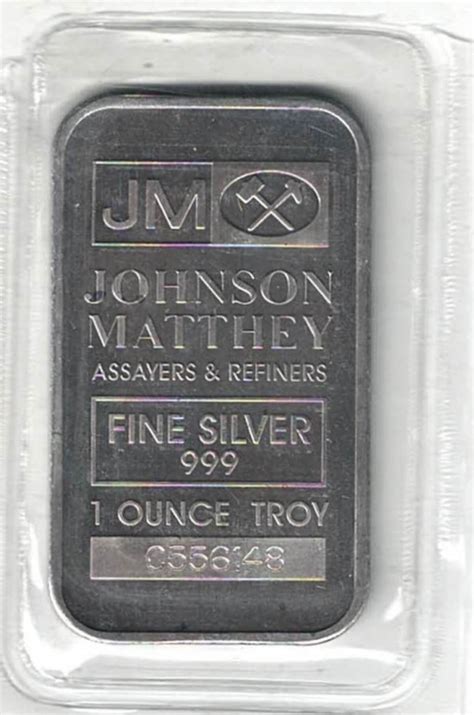 JM
JOHNSON
MATTHEY
ASSAYERS & REFINERS
FINE SILVER
999
1 OUNCE TROY
0556148